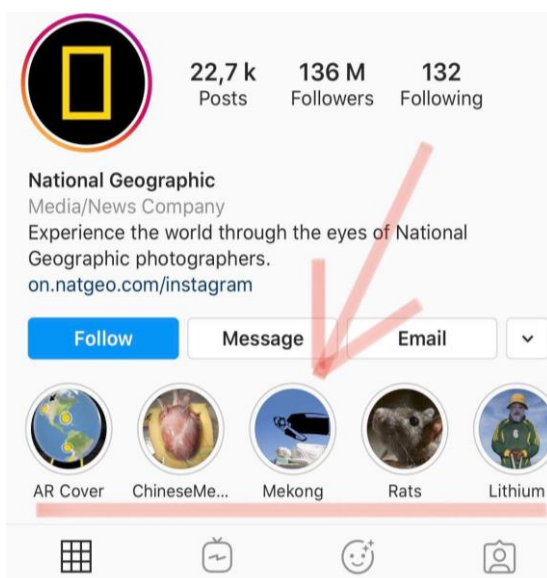 22,7 k 136 M 132
Posts Followers Following
National Geographic
Media/News Company
Experience the world through the eyes of National
Geographic photographers.
on.natgeo.com/instagram
Follow Message Email
AR Cover ChineseMe... Mekong Rats Lithium